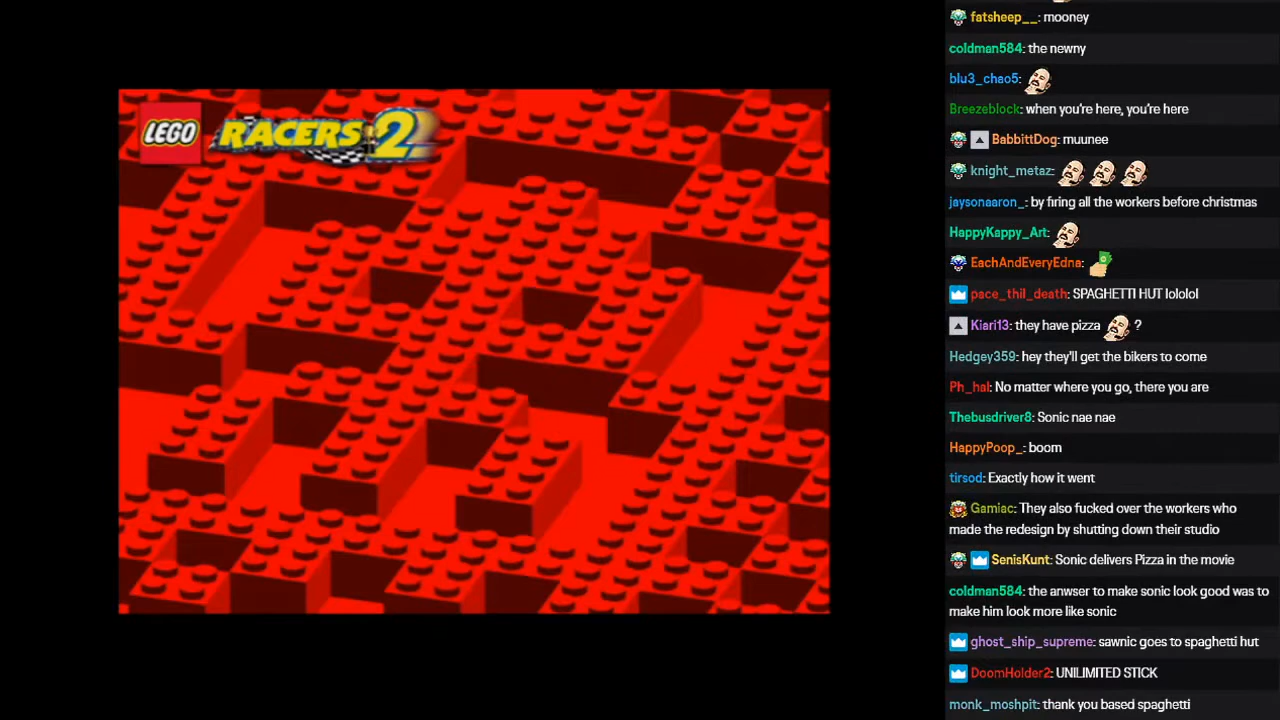 LEGO RACERS 2
fatsheep__: mooney
coldman584: the newny
blu3_chao5:
Breezeblock: when you're here, you're here
BabbittDog: muunee
knight_metaz:
jaysonaaron_: by firing all the workers before christmas
HappyKappy_Art:
EachAndEveryEdna:
pace_thil_death: SPAGHETTI HUT lololol
Kiari13: they have pizza ?
Hedgey359: hey they'll get the bikers to come
Ph_hal: No matter where you go, there you are
Thebusdriver8: Sonic nae nae
HappyPoop_: boom
tirsod: Exactly how it went
Gamiac: They also fucked over the workers who
made the redesign by shutting down their studio
SenisKunt: Sonic delivers Pizza in the movie
coldman584: the anwser to make sonic look good was to
make him look more like sonic
ghost_ship_supreme: sawnic goes to spaghetti hut
DoomHolder2: UNILIMITED STICK
monk_moshpit: thank you based spaghetti